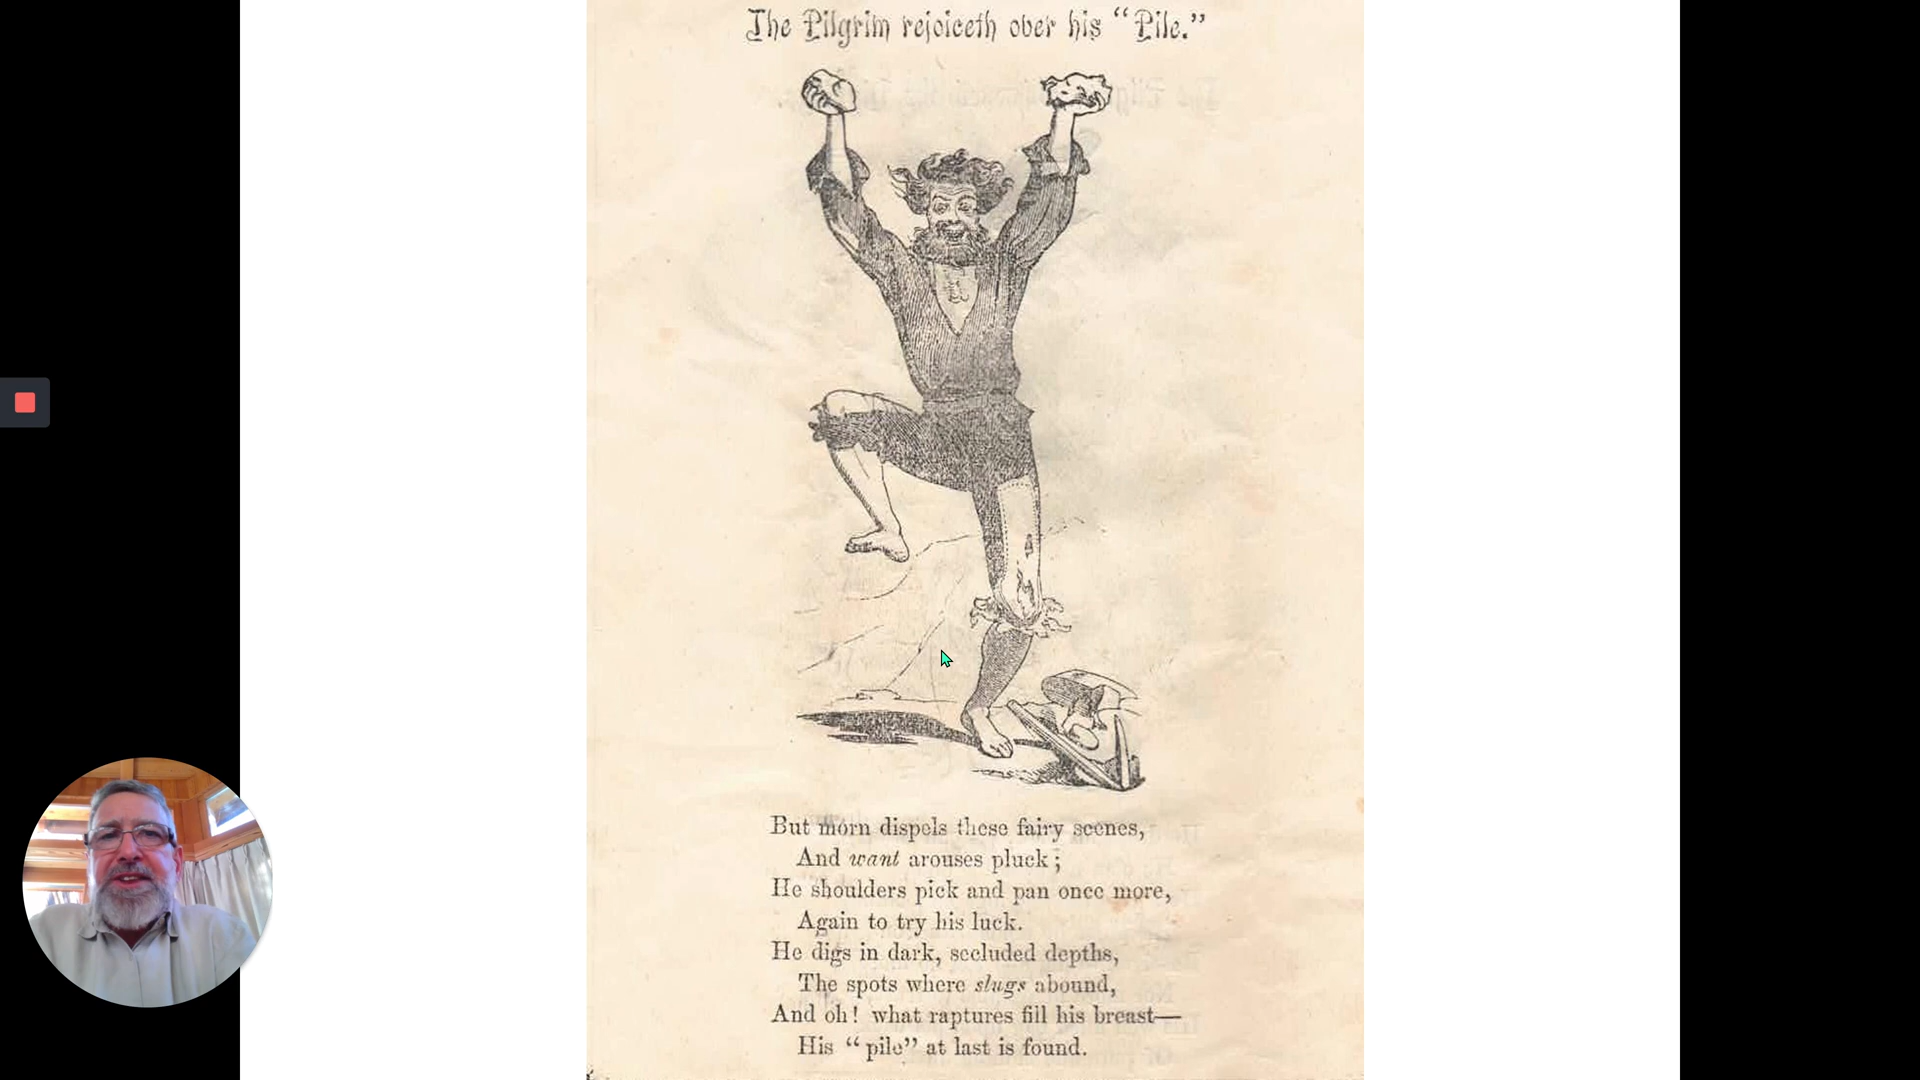 The Pilgrim rejoiceth over his “Pile.”
But morn dispels these fairy scenes,
And want arouses pluck;
He shoulders pick and pan once more,
Again to try his luck.
He digs in dark, secluded depths,
The spots where slugs abound,
And oh! what raptures fill his breast—
His “pile” at last is found.